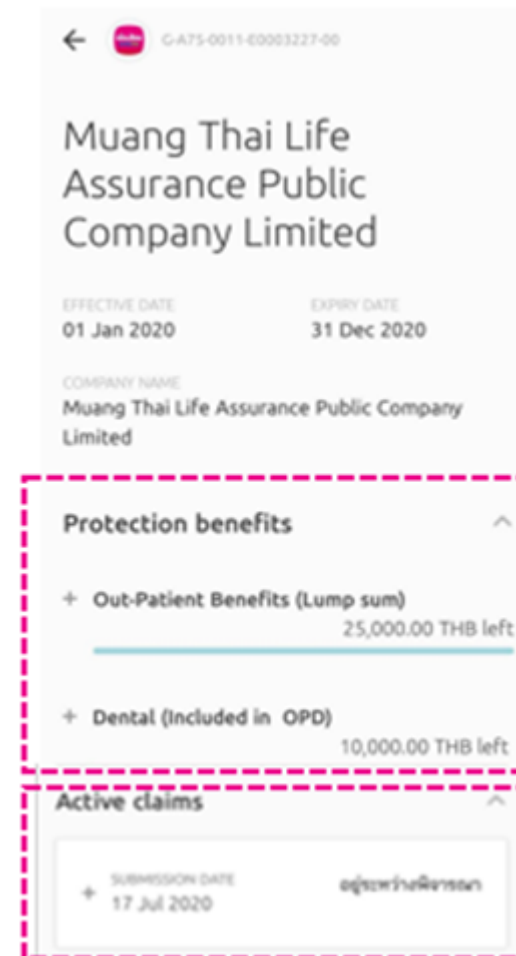 G-A75-0011-E0003227-00
Muang Thai Life
Assurance Public
Company Limited
EFFECTIVE DATE EXPIRY DATE
01 Jan 2020 31 Dec 2020
COMPANY NAME
Muang Thai Life Assurance Public Company
Limited
Protection benefits
+ Out-Patient Benefits (Lump sum)
25,000.00 THB left
+ Dental (Included in OPD)
10,000.00 THB left
Active claims
+ SUBMISSION DATE อยู่ระหว่างพิจารณา
17 Jul 2020